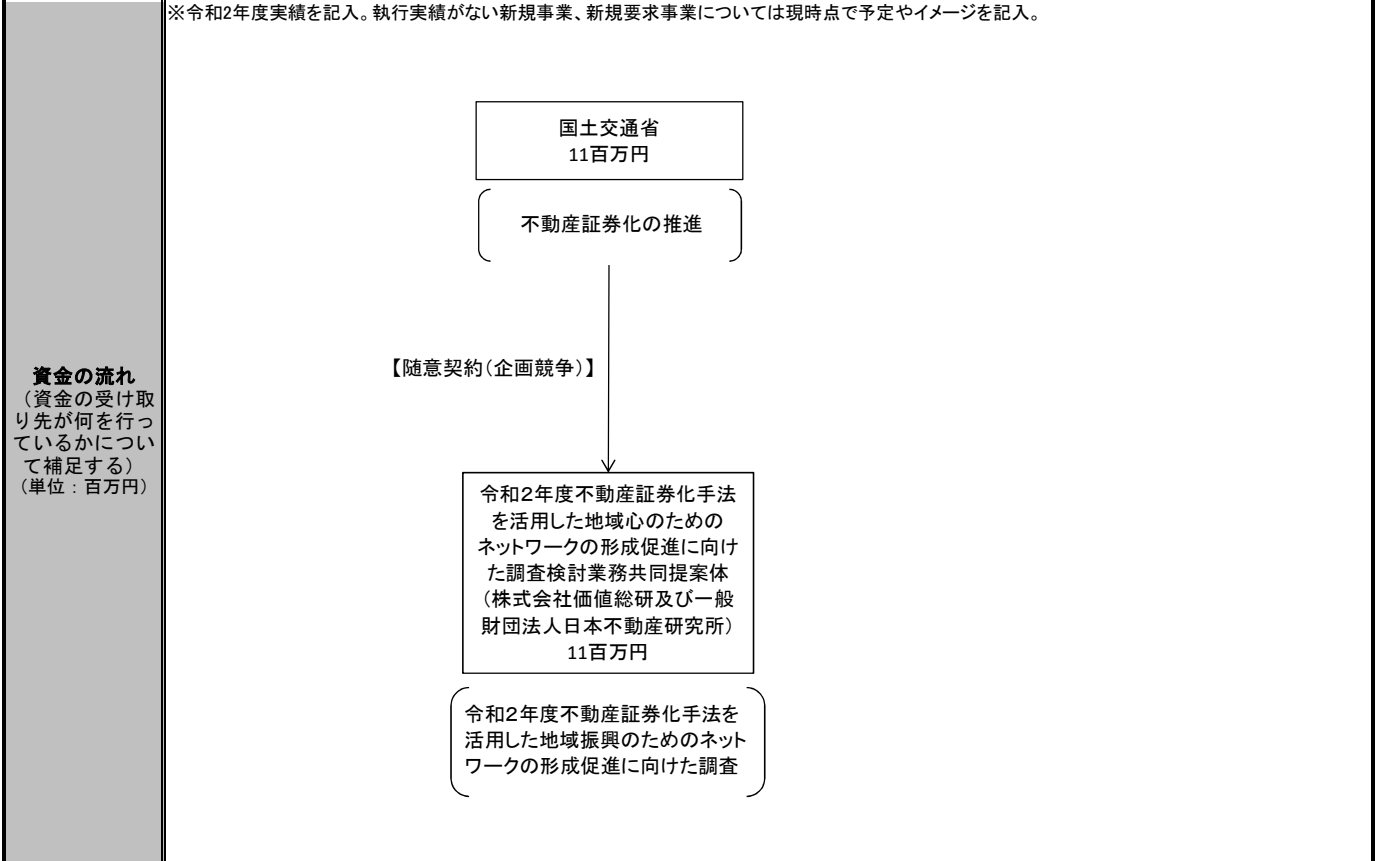 ※令和2年度実績を記入。執行実績がない新規事業、新規要求事業については現時点で予定やイメージを記入。
国土交通省
11百万円
不動産証券化の推進
【随意契約(企画競争)】
資金の流れ
（資金の受け取
り先が何を行っ
ているかについ
て補足する）
（単位：百万円）
令和２年度不動産証券化手法
を活用した地域心のための
ネットワークの形成促進に向け
た調査検討業務共同提案体
(株式会社価値総研及び一般
財団法人日本不動産研究所)
11百万円
令和２年度不動産証券化手法を
活用した地域振興のためのネット
ワークの形成促進に向けた調査